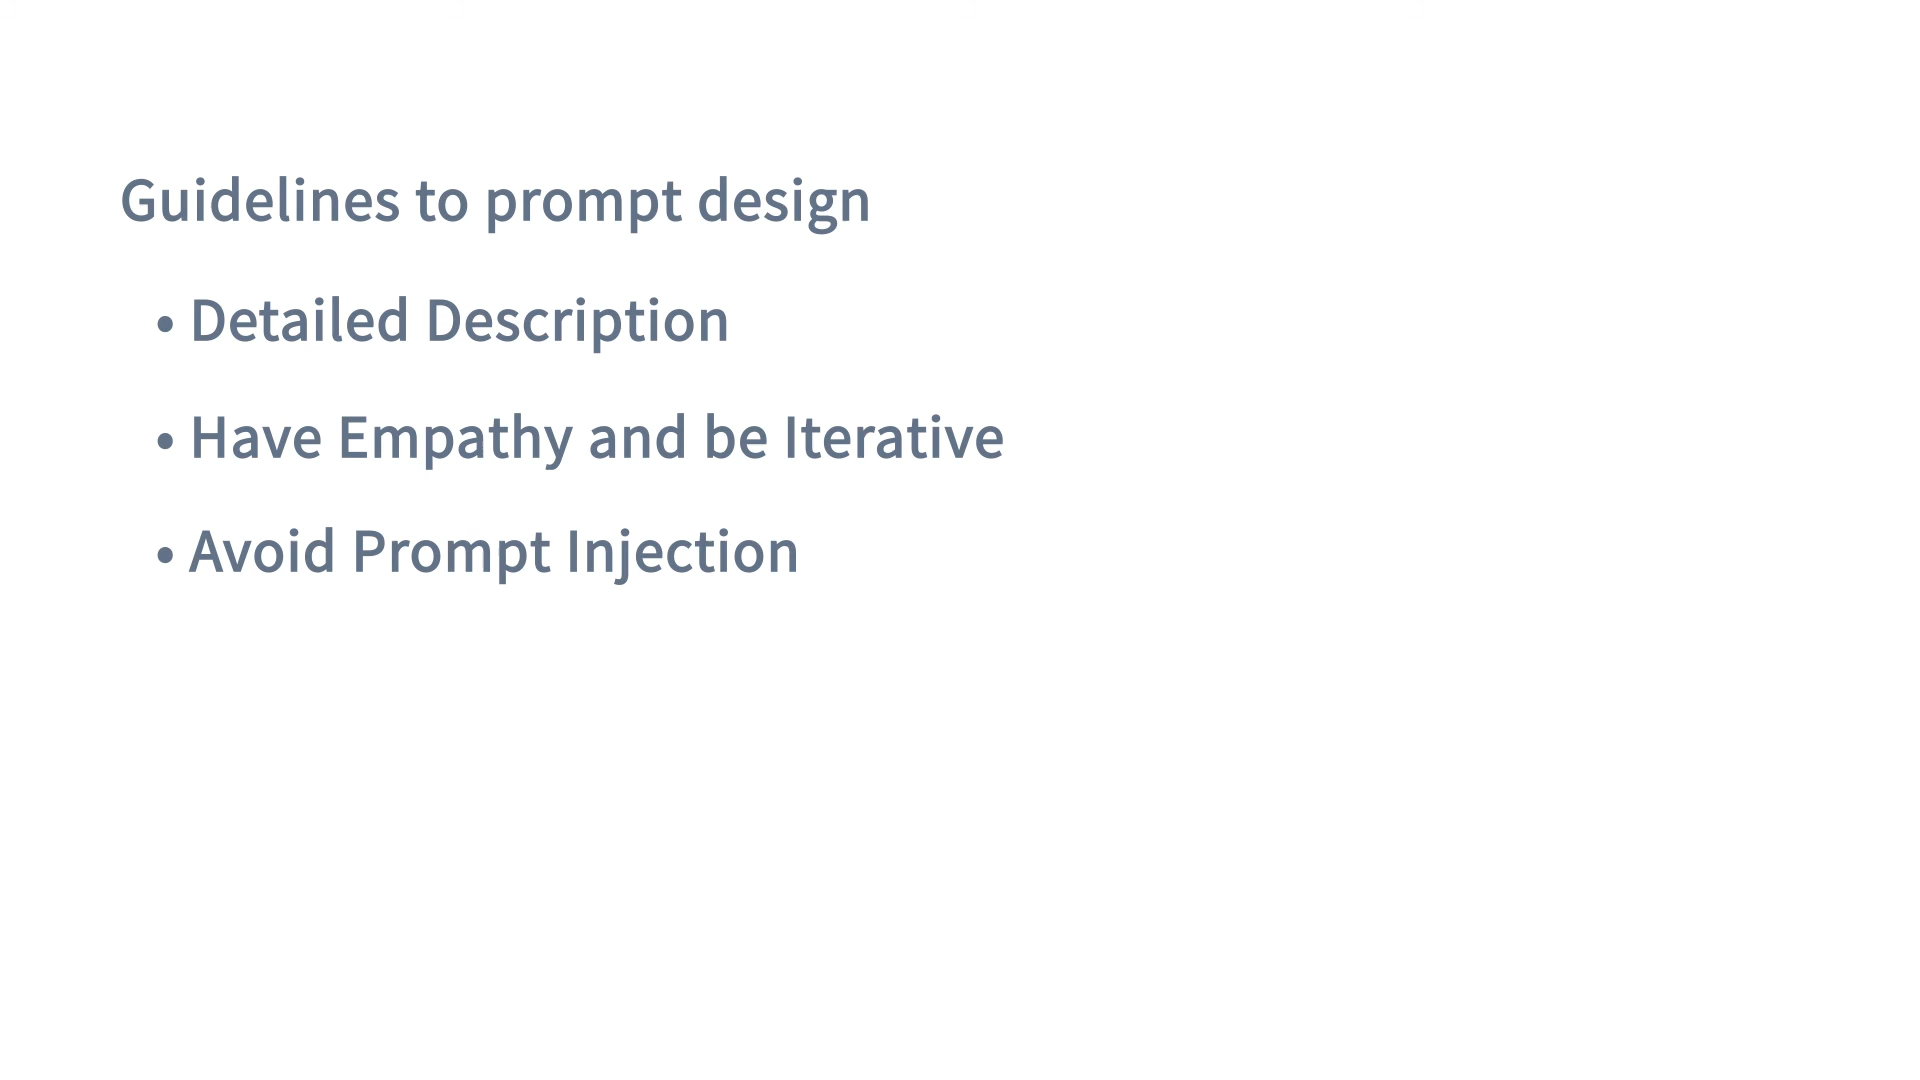 Guidelines to prompt design
• Detailed Description
• Have Empathy and be Iterative
• Avoid Prompt Injection